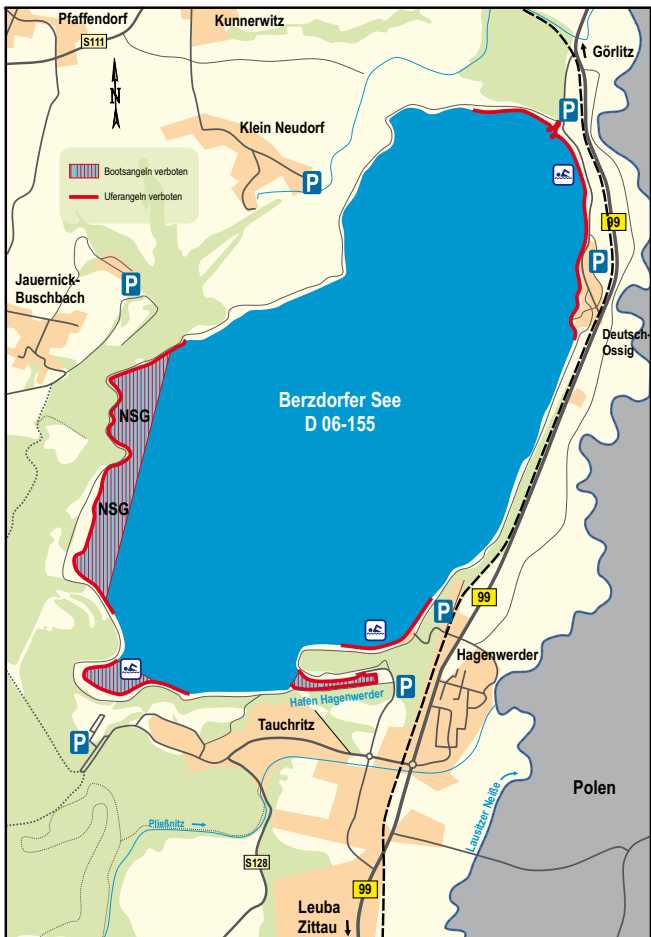 Pfaffendorf
Kunnerwitz
S111
Görlitz
N
Klein Neudorf
P
P
Bootsangeln verboten
Uferangeln verboten
99
P
P
Jauernick-
Buschbach
Deutsch-
Ossig
Berzdorfer See
D 06-155
NSG
NSG
99
P
Hagenwerder
P
Hafen Hagenwerder
Tauchritz
P
Polen
Lausitzer Neiße
Pließnitz
S128
99
Leuba
Zittau